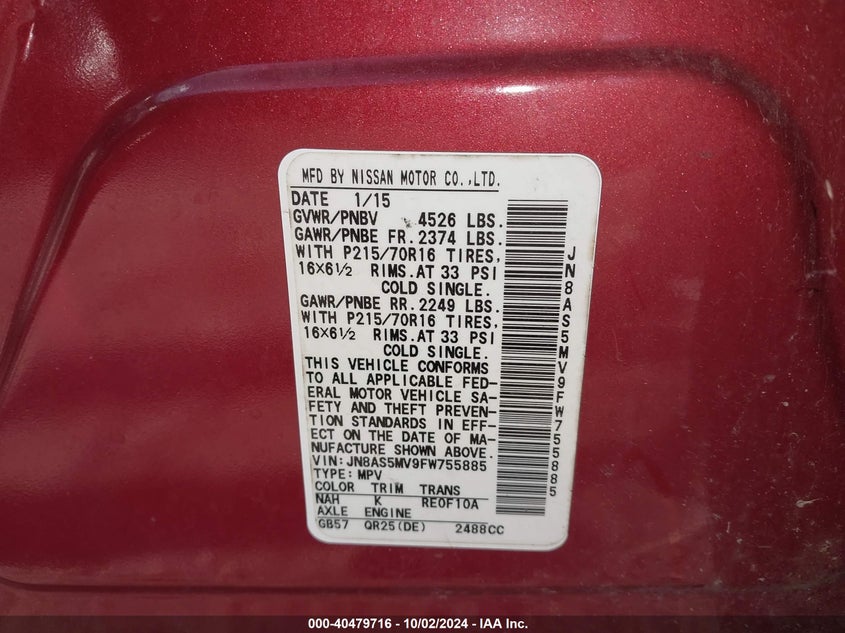 MFD BY NISSAN MOTOR CO.,LTD.
DATE 1/15
GVWR/PNBV 4526 LBS.
GAWR/PNBE FR. 2374 LBS.
WITH P215/70R16 TIRES,
16×6½ RIMS.AT 33 PSI
COLD SINGLE.
GAWR/PNBE RR. 2249 LBS.
WITH P215/70R16 TIRES,
16×6½ RIMS.AT 33 PSI
COLD SINGLE.
THIS VEHICLE CONFORMS
TO ALL APPLICABLE FED-
ERAL MOTOR VEHICLE SA-
FETY AND THEFT PREVEN-
TION STANDARDS IN EFF-
ECT ON THE DATE OF MA-
NUFACTURE SHOWN ABOVE.
VIN: JN8AS5MV9FW755885
TYPE: MPV
COLOR TRIM TRANS
NAH K RE0F10A
AXLE ENGINE
GB57 QR25(DE) 2488CC
JN8AS5MV9FW755885
000-40479716 - 10/02/2024 - IAA Inc.